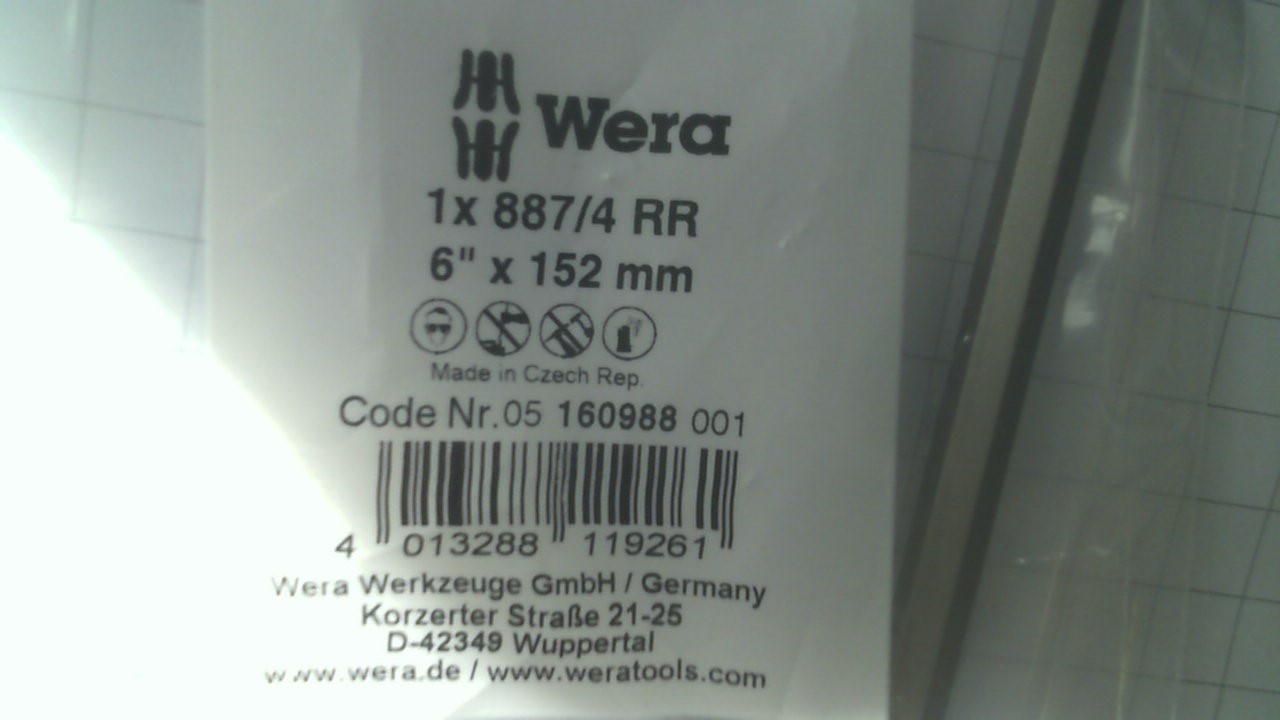 Wera
1x 887/4 RR
6" x 152 mm
Made in Czech Rep.
Code Nr.05 160988 001
4 013288 119261
Wera Werkzeuge GmbH / Germany
Korzerter Straße 21-25
D-42349 Wuppertal
www.wera.de / www.weratools.com